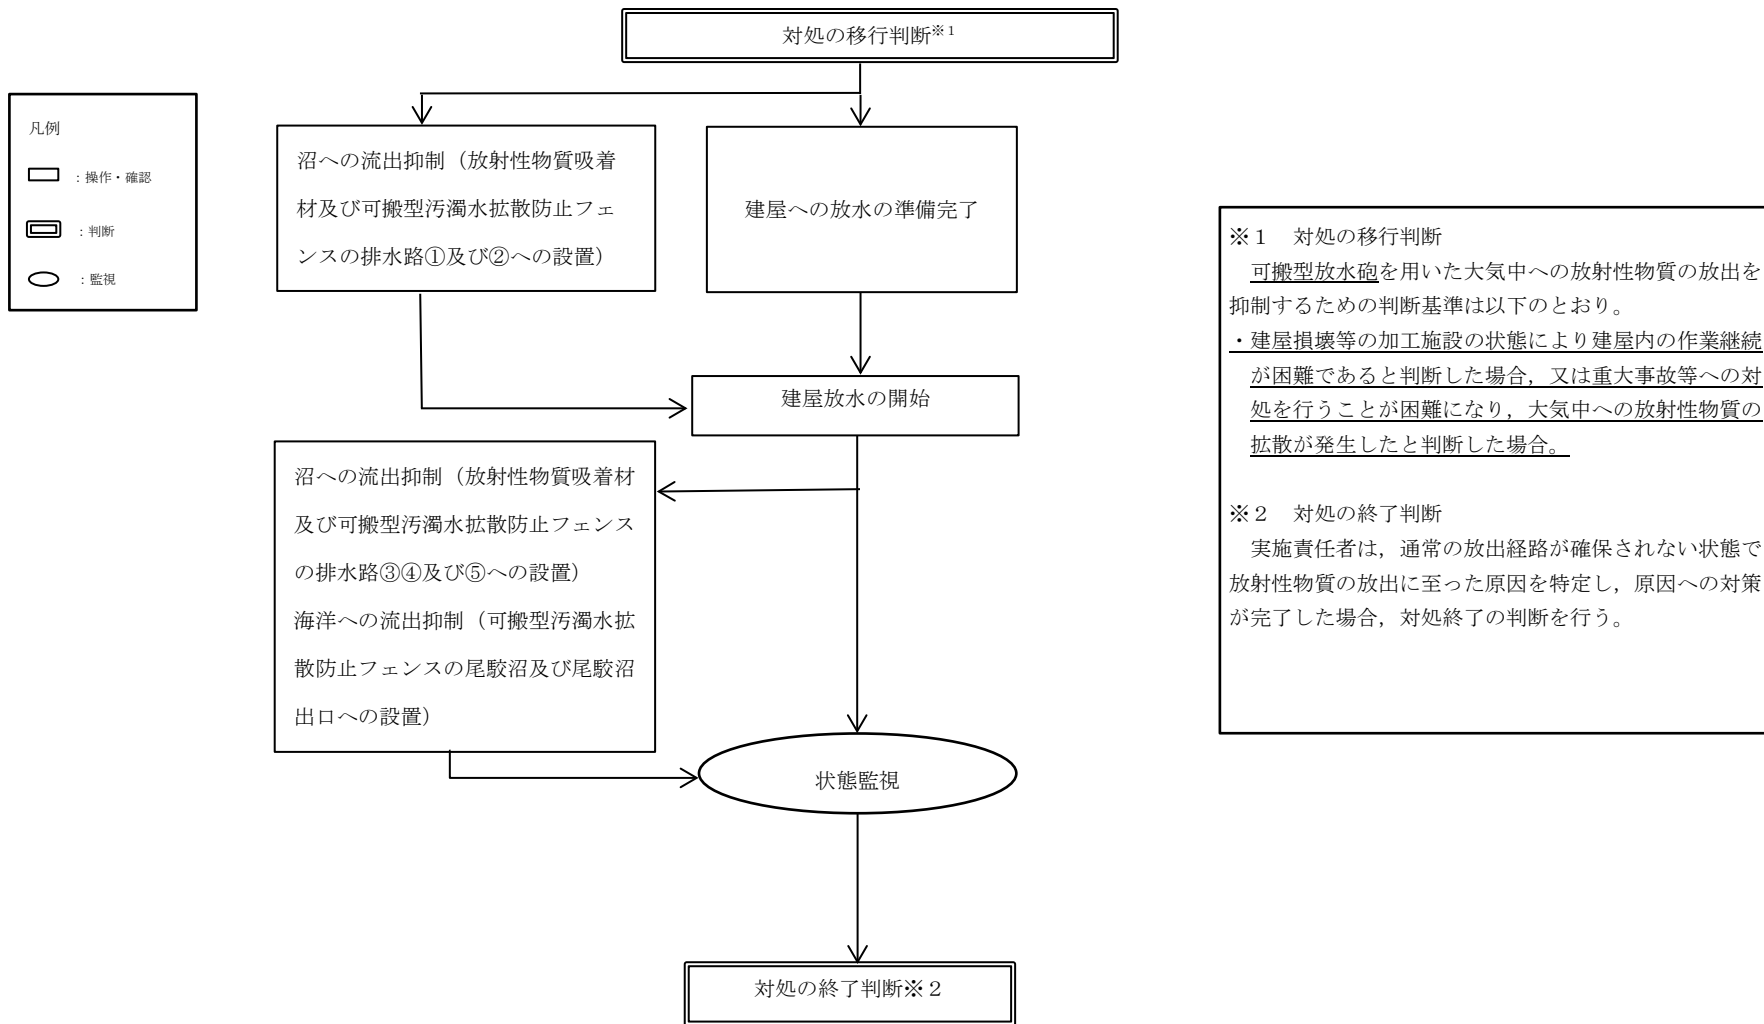 対処の移行判断※1
凡例
：操作・確認
：判断
：監視
沼への流出抑制（放射性物質吸着
材及び可搬型汚濁水拡散防止フェ
ンスの排水路①及び②への設置）
建屋への放水の準備完了
建屋放水の開始
沼への流出抑制（放射性物質吸着材
及び可搬型汚濁水拡散防止フェンス
の排水路③④及び⑤への設置）
海洋への流出抑制（可搬型汚濁水拡
散防止フェンスの尾駮沼及び尾駮沼
出口への設置）
状態監視
対処の終了判断※２
※１　対処の移行判断
可搬型放水砲を用いた大気中への放射性物質の放出を
抑制するための判断基準は以下のとおり。
・建屋損壊等の加工施設の状態により建屋内の作業継続
が困難であると判断した場合，又は重大事故等への対
処を行うことが困難になり，大気中への放射性物質の
拡散が発生したと判断した場合。
※２　対処の終了判断
実施責任者は，通常の放出経路が確保されない状態で
放射性物質の放出に至った原因を特定し，原因への対策
が完了した場合，対処終了の判断を行う。